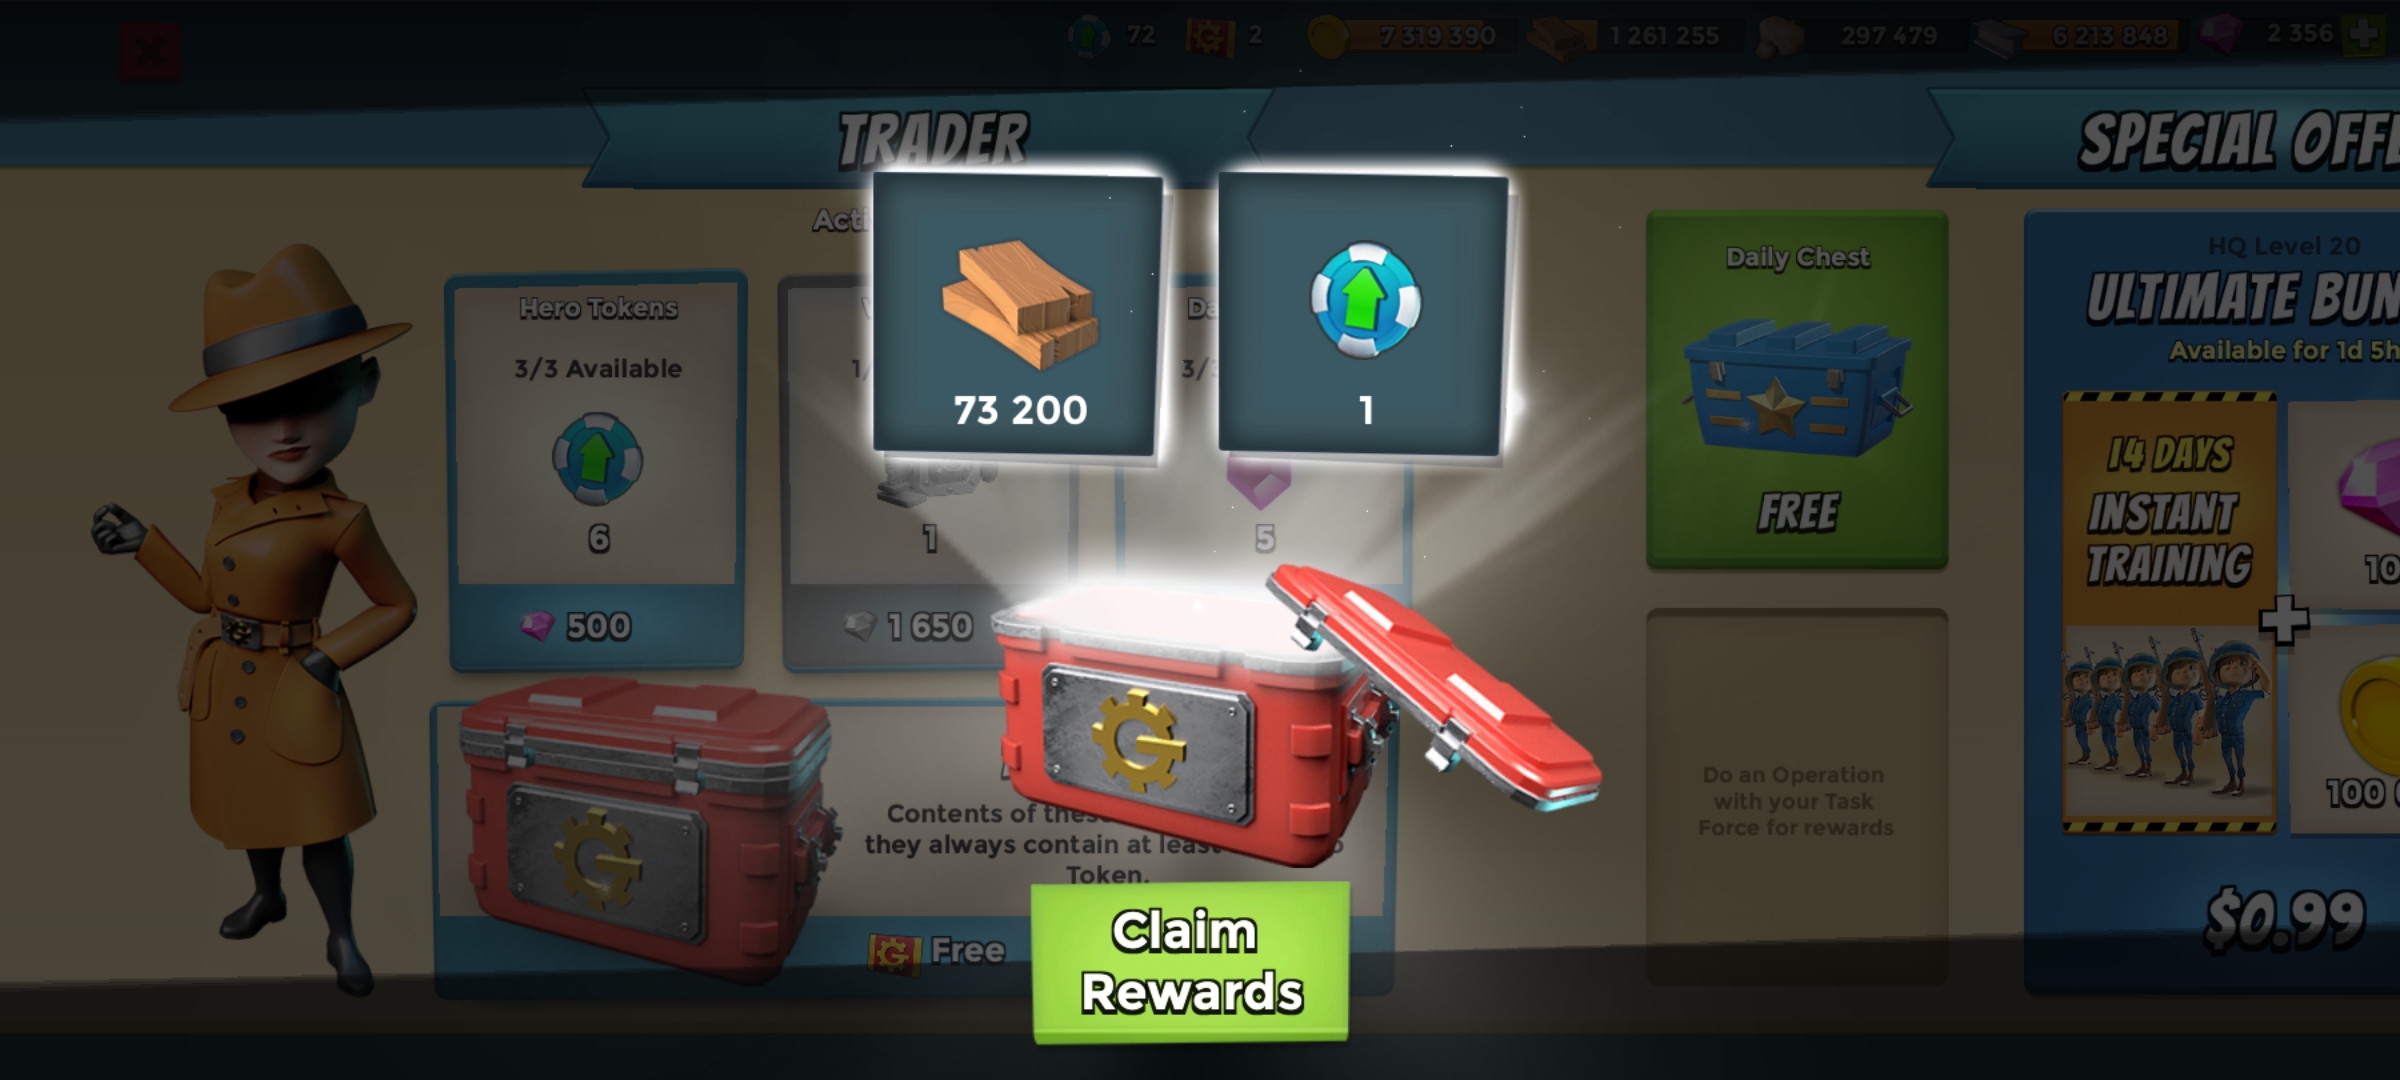 72
2
7 319 390
1 261 255
297 479
6 213 848
2 356
TRADER
SPECIAL
Hero Tokens
3/3 Available
6
500
1
1 650
5
73 200
1
Contents of
they always contain at least
Token.
G
Free
Claim
Rewards
Daily Chest
FREE
Do an Operation
with your Task
Force for rewards
HQ Level 20
ULTIMATE
Available for 1d 5h
14 DAYS
INSTANT
TRAINING
$0.99